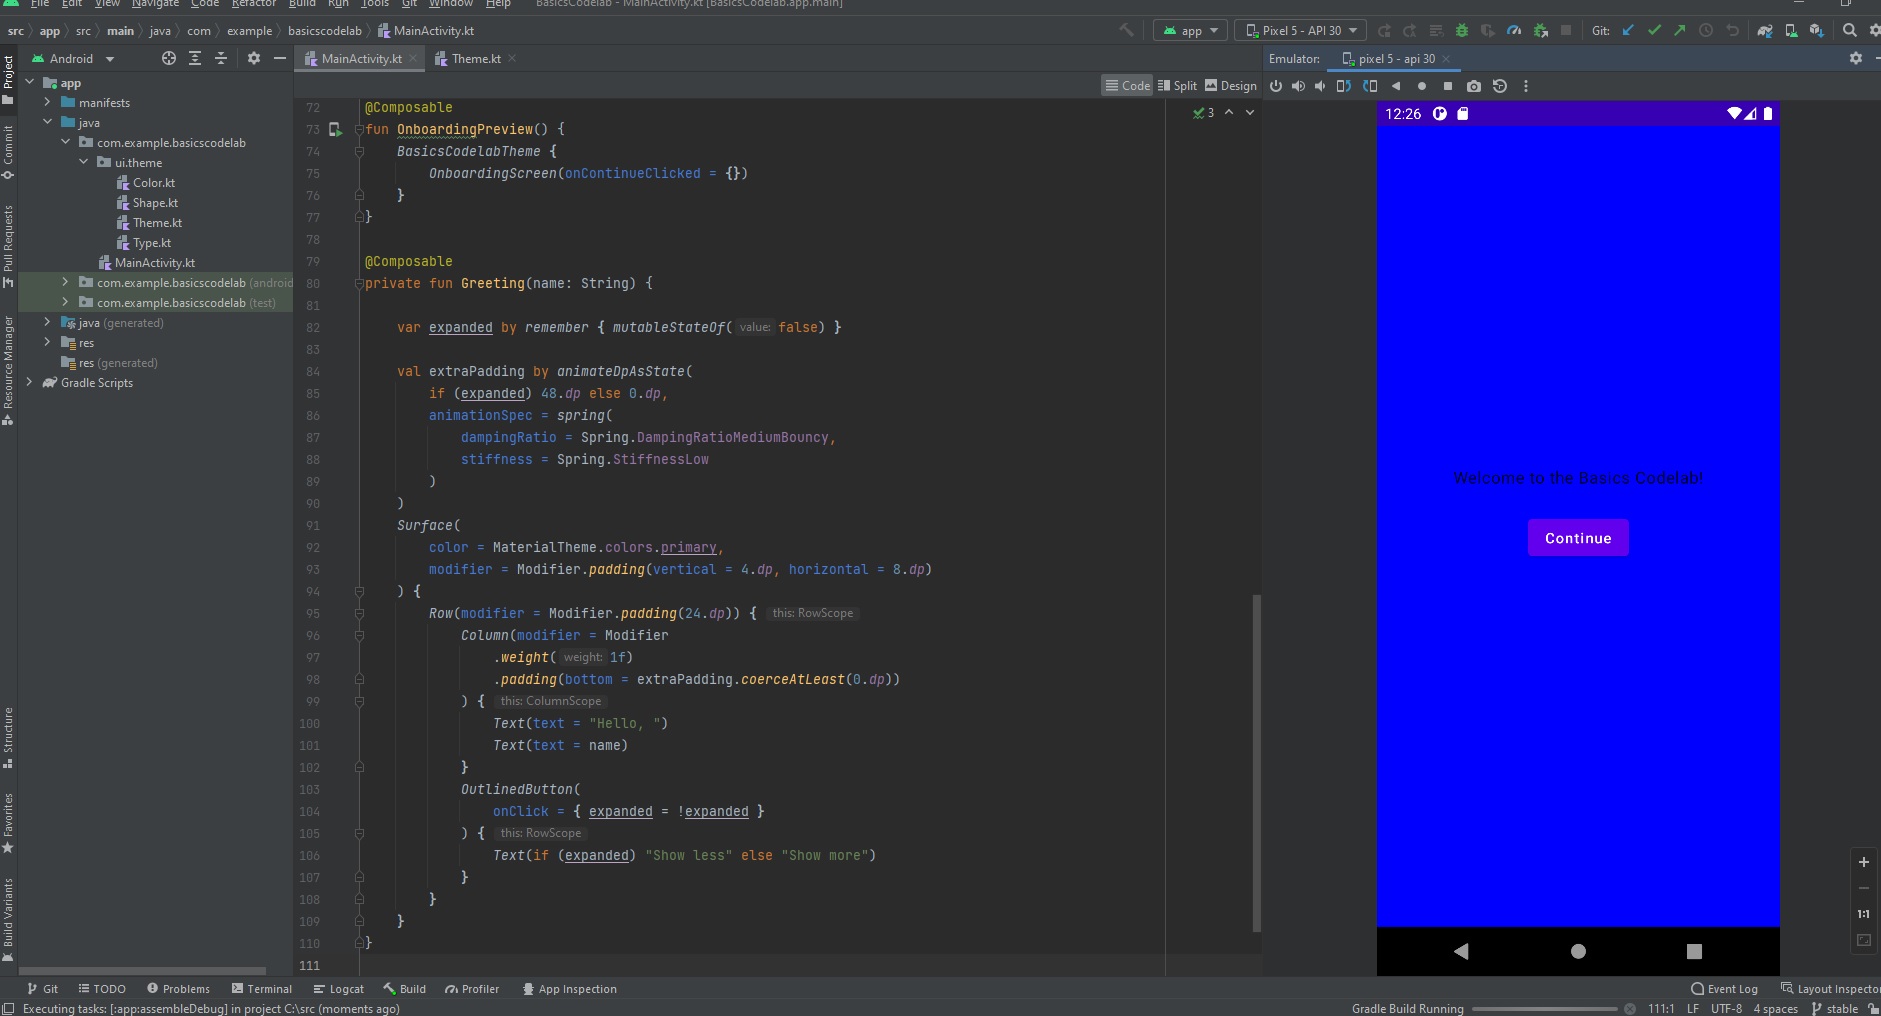 File Edit View Navigate Code Refactor Build Run Tools Git Window Help BasicsCodelab - MainActivity.kt [BasicsCodelab.app.main]
src app src main java com example basicscodelab MainActivity.kt app Pixel 5 - API 30 Git:
Android MainActivity.kt Theme.kt Emulator: pixel 5 - api 30
Code Split Design
Project
Commit
Pull Requests
Resource Manager
Structure
Favorites
Build Variants
app
manifests
java
com.example.basicscodelab
ui.theme
Color.kt
Shape.kt
Theme.kt
Type.kt
MainActivity.kt
com.example.basicscodelab (android
com.example.basicscodelab (test)
java (generated)
res
res (generated)
Gradle Scripts
3
72 @Composable
73 fun OnboardingPreview() {
74 BasicsCodelabTheme {
75 OnboardingScreen(onContinueClicked = {})
76 }
77 }
78
79 @Composable
80 private fun Greeting(name: String) {
81
82 var expanded by remember { mutableStateOf( value: false) }
83
84 val extraPadding by animateDpAsState(
85 if (expanded) 48.dp else 0.dp,
86 animationSpec = spring(
87 dampingRatio = Spring.DampingRatioMediumBouncy,
88 stiffness = Spring.StiffnessLow
89 )
90 )
91 Surface(
92 color = MaterialTheme.colors.primary,
93 modifier = Modifier.padding(vertical = 4.dp, horizontal = 8.dp)
94 ) {
95 Row(modifier = Modifier.padding(24.dp)) { this: RowScope
96 Column(modifier = Modifier
97 .weight( weight: 1f)
98 .padding(bottom = extraPadding.coerceAtLeast(0.dp))
99 ) { this: ColumnScope
100 Text(text = "Hello, ")
101 Text(text = name)
102 }
103 OutlinedButton(
104 onClick = { expanded = !expanded }
105 ) { this: RowScope
106 Text(if (expanded) "Show less" else "Show more")
107 }
108 }
109 }
110 }
111
12:26
Welcome to the Basics Codelab!
Continue
1:1
Git TODO Problems Terminal Logcat Build Profiler App Inspection Event Log Layout Inspector
Executing tasks: [:app:assembleDebug] in project C:\src (moments ago) Gradle Build Running 111:1 LF UTF-8 4 spaces stable